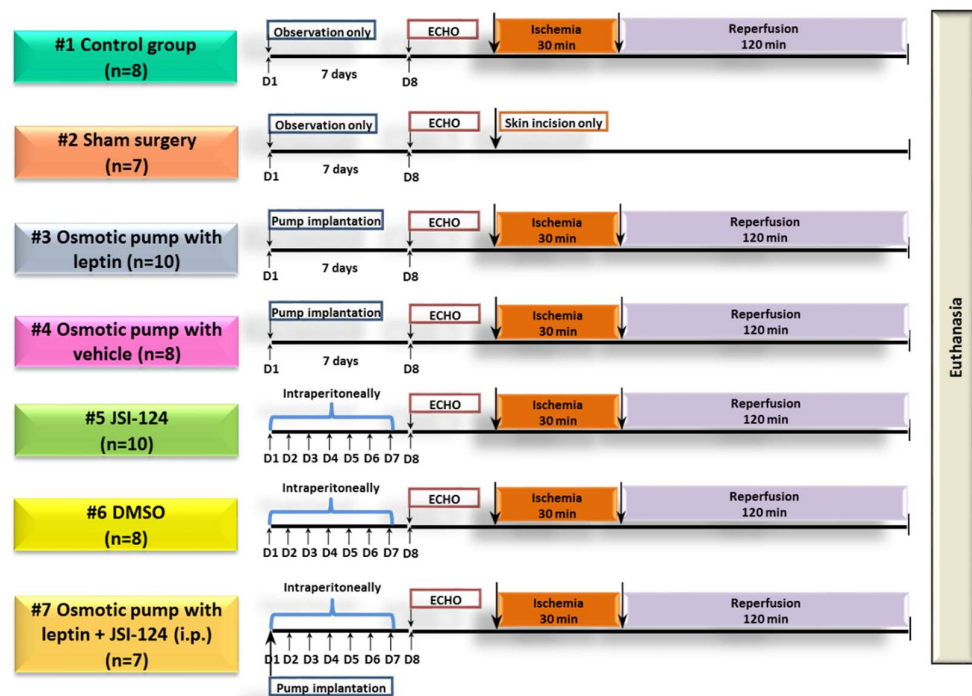 #1 Control group
(n=8)
Observation only
ECHO
Ischemia
30 min
Reperfusion
120 min
D1
7 days
D8
#2 Sham surgery
(n=7)
Observation only
ECHO
Skin incision only
D1
7 days
D8
#3 Osmotic pump with
leptin (n=10)
Pump implantation
ECHO
Ischemia
30 min
Reperfusion
120 min
D1
7 days
D8
#4 Osmotic pump with
vehicle (n=8)
Pump implantation
ECHO
Ischemia
30 min
Reperfusion
120 min
D1
7 days
D8
#5 JSI-124
(n=10)
Intraperitoneally
ECHO
Ischemia
30 min
Reperfusion
120 min
D1 D2 D3 D4 D5 D6 D7 D8
#6 DMSO
(n=8)
Intraperitoneally
ECHO
Ischemia
30 min
Reperfusion
120 min
D1 D2 D3 D4 D5 D6 D7 D8
#7 Osmotic pump with
leptin + JSI-124 (i.p.)
(n=7)
Intraperitoneally
ECHO
Ischemia
30 min
Reperfusion
120 min
D1 D2 D3 D4 D5 D6 D7 D8
Pump implantation
Euthanasia